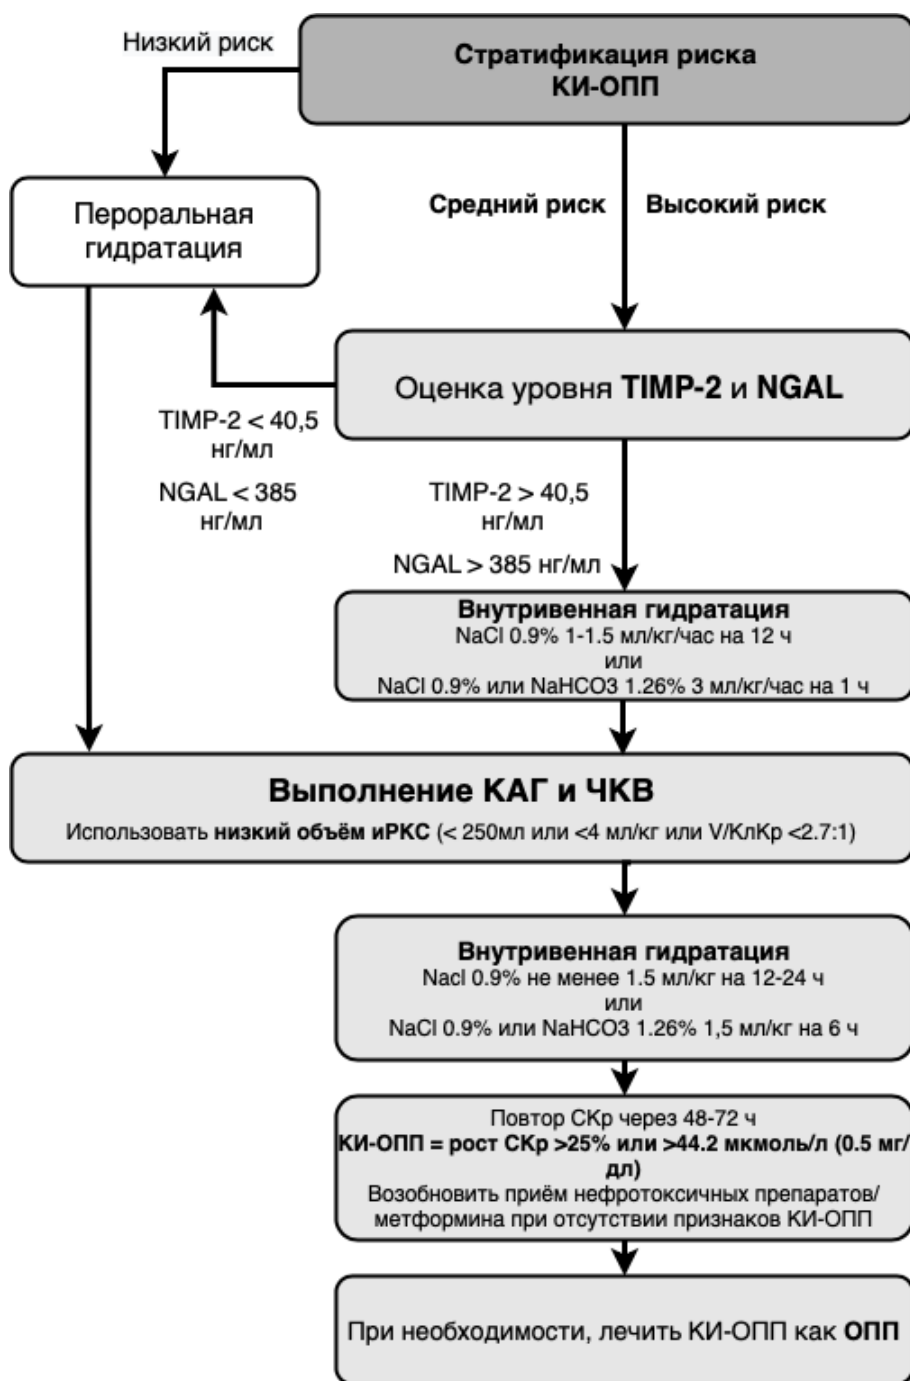 Низкий риск
Стратификация риска
КИ-ОПП
Пероральная
гидратация
Средний риск
Высокий риск
Оценка уровня TIMP-2 и NGAL
TIMP-2 < 40,5
нг/мл
NGAL < 385
нг/мл
TIMP-2 > 40,5
нг/мл
NGAL > 385 нг/мл
Внутривенная гидратация
NaCl 0.9% 1-1.5 мл/кг/час на 12 ч
или
NaCl 0.9% или NaHCO3 1.26% 3 мл/кг/час на 1 ч
Выполнение КАГ и ЧКВ
Использовать низкий объём иРКС (< 250мл или <4 мл/кг или V/КлКр <2.7:1)
Внутривенная гидратация
Nacl 0.9% не менее 1.5 мл/кг на 12-24 ч
или
NaCl 0.9% или NaHCO3 1.26% 1,5 мл/кг на 6 ч
Повтор СКр через 48-72 ч
КИ-ОПП = рост СКр >25% или >44.2 мкмоль/л (0.5 мг/
дл)
Возобновить приём нефротоксичных препаратов/
метформина при отсутствии признаков КИ-ОПП
При необходимости, лечить КИ-ОПП как ОПП